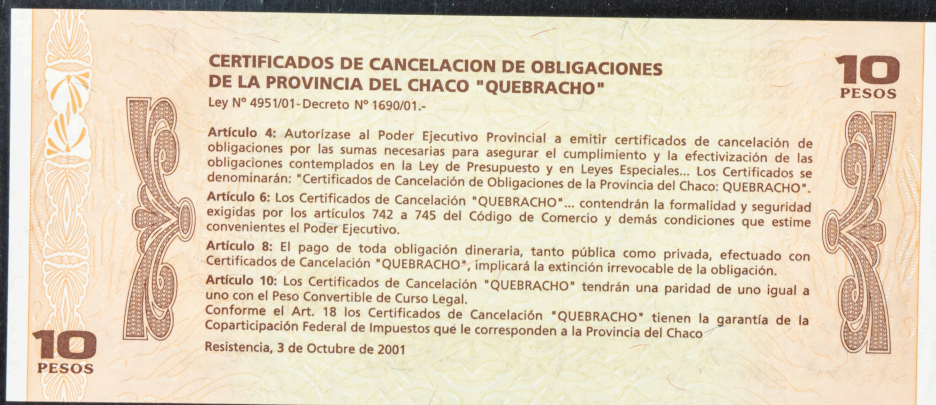 CERTIFICADOS DE CANCELACION DE OBLIGACIONES
DE LA PROVINCIA DEL CHACO "QUEBRACHO"
Ley Nº 4951/01- Decreto Nº 1690/01.-
10
PESOS
Artículo 4: Autorízase al Poder Ejecutivo Provincial a emitir certificados de cancelación de
obligaciones por las sumas necesarias para asegurar el cumplimiento y la efectivización de las
obligaciones contemplados en la Ley de Presupuesto y en Leyes Especiales... Los Certificados se
denominarán: "Certificados de Cancelación de Obligaciones de la Provincia del Chaco: QUEBRACHO".
Artículo 6: Los Certificados de Cancelación "QUEBRACHO"... contendrán la formalidad y seguridad
exigidas por los artículos 742 a 745 del Código de Comercio y demás condiciones que estime
convenientes el Poder Ejecutivo.
Artículo 8: El pago de toda obligación dineraria, tanto pública como privada, efectuado con
Certificados de Cancelación "QUEBRACHO", implicará la extinción irrevocable de la obligación.
Artículo 10: Los Certificados de Cancelación "QUEBRACHO" tendrán una paridad de uno igual a
uno con el Peso Convertible de Curso Legal.
Conforme el Art. 18 los Certificados de Cancelación "QUEBRACHO" tienen la garantía de la
Coparticipación Federal de Impuestos que le corresponden a la Provincia del Chaco
Resistencia, 3 de Octubre de 2001
10
PESOS